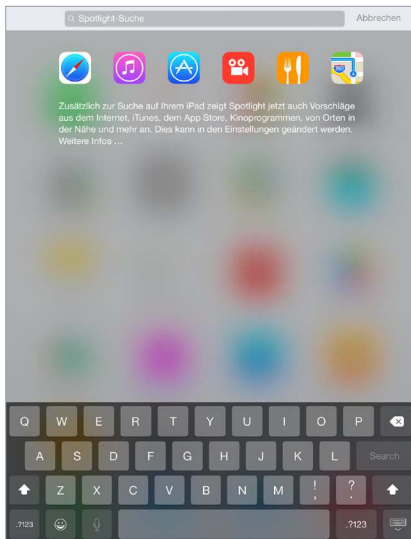 Spotlight-Suche Abbrechen
Zusätzlich zur Suche auf Ihrem iPad zeigt Spotlight jetzt auch Vorschläge
aus dem Internet, iTunes, dem App Store, Kinoprogrammen, von Orten in
der Nähe und mehr an. Dies kann in den Einstellungen geändert werden.
Weitere Infos ...
Q W E R T Y U I O P
A S D F G H J K L Search
Z X C V B N M ! , ? .
.?123 .?123